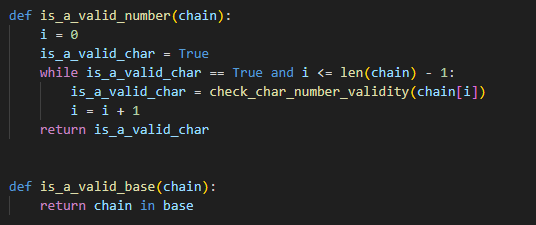 def is_a_valid_number(chain):
    i = 0
    is_a_valid_char = True
    while is_a_valid_char == True and i <= len(chain) - 1:
        is_a_valid_char = check_char_number_validity(chain[i])
        i = i + 1
    return is_a_valid_char
def is_a_valid_base(chain):
    return chain in base